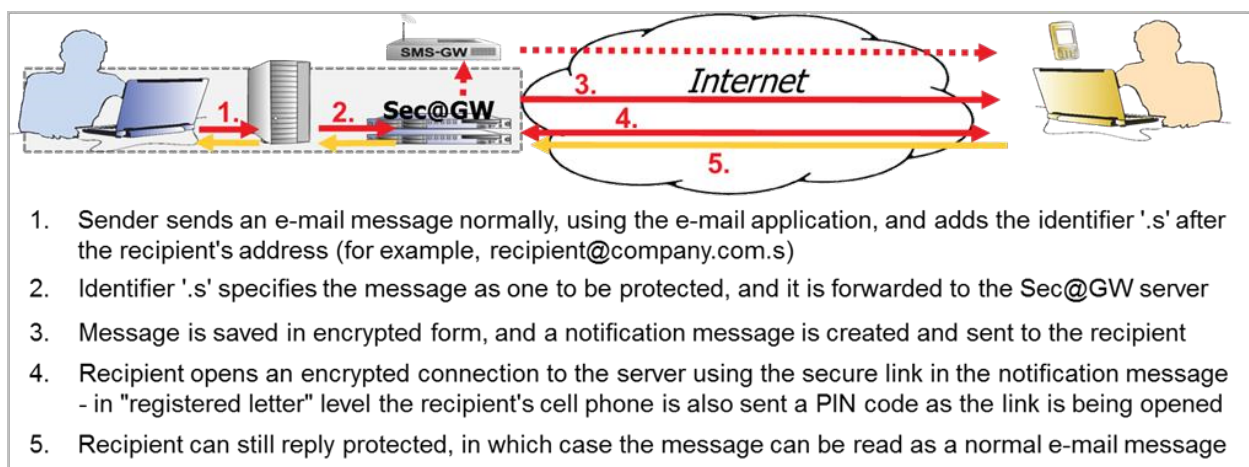 SMS-GW
Internet
3.
1.
2.
Sec@GW
4.
5.
1. Sender sends an e-mail message normally, using the e-mail application, and adds the identifier '.s' after
the recipient's address (for example, recipient@company.com.s)
2. Identifier '.s' specifies the message as one to be protected, and it is forwarded to the Sec@GW server
3. Message is saved in encrypted form, and a notification message is created and sent to the recipient
4. Recipient opens an encrypted connection to the server using the secure link in the notification message
- in "registered letter" level the recipient's cell phone is also sent a PIN code as the link is being opened
5. Recipient can still reply protected, in which case the message can be read as a normal e-mail message